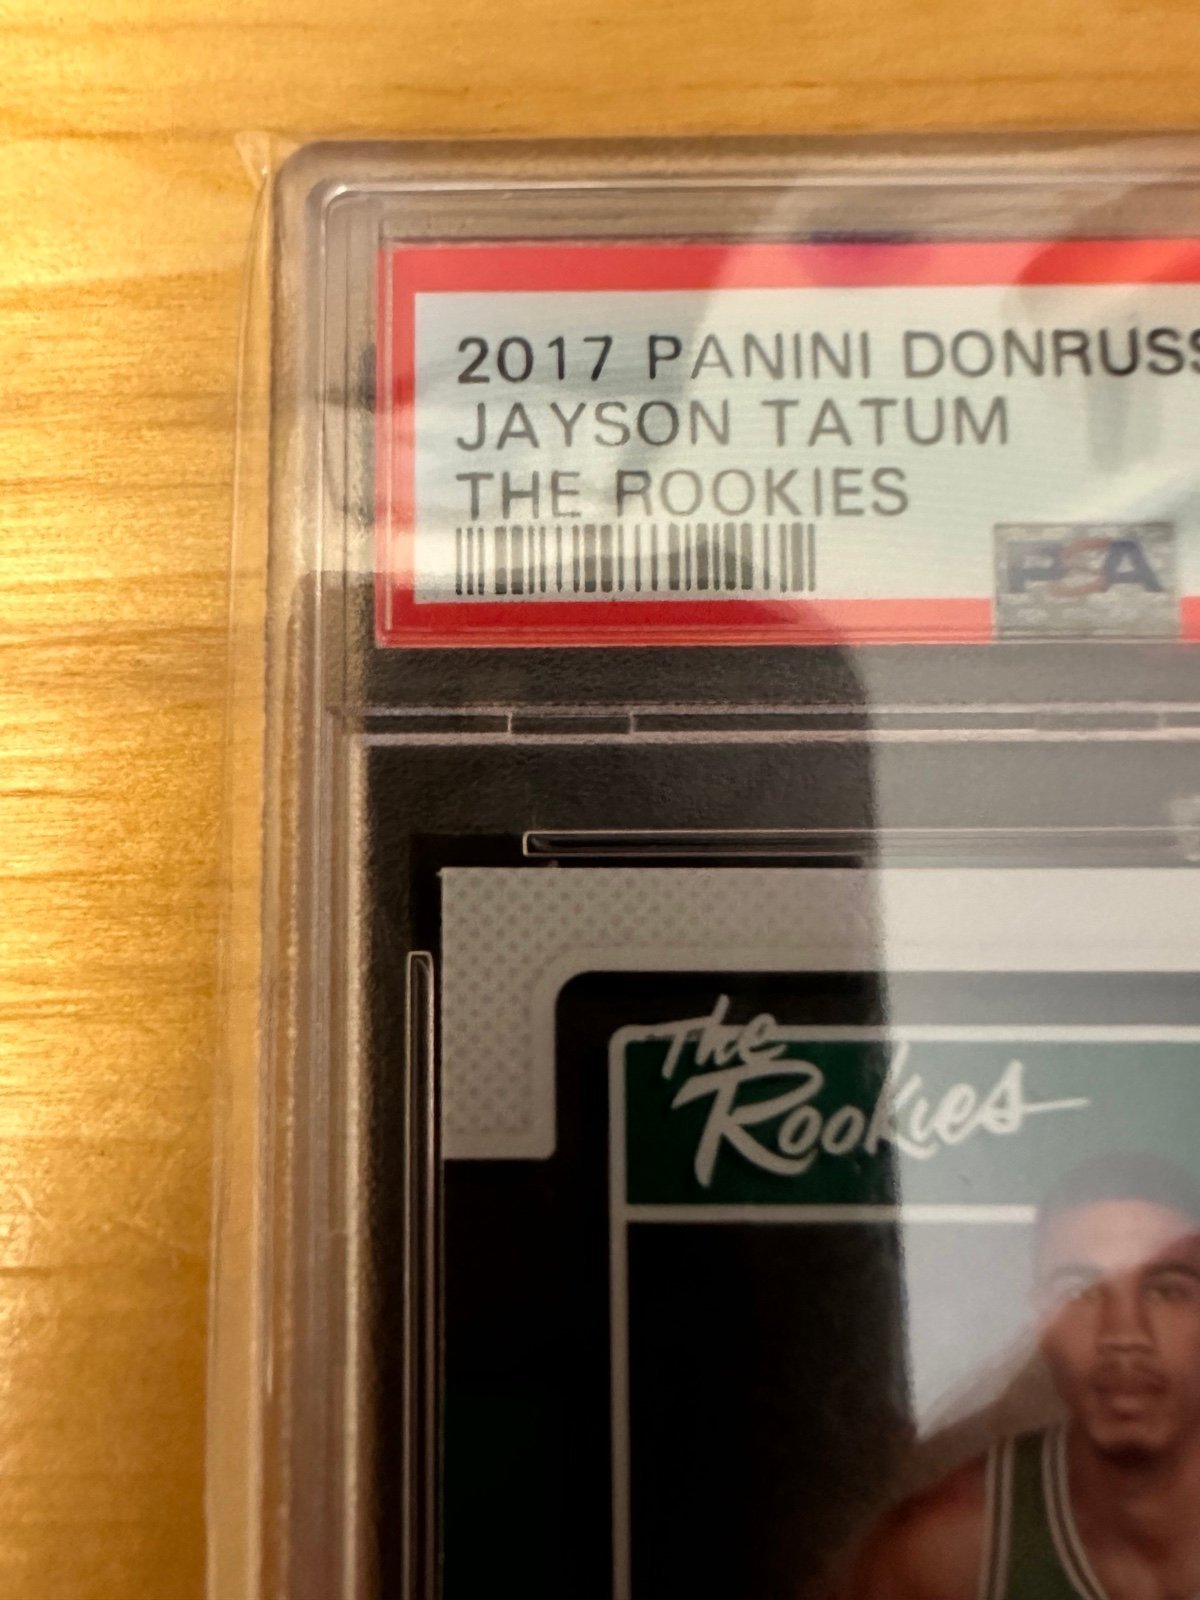 2017 PANINI DONRUSS
JAYSON TATUM
THE ROOKIES
PSA
The
Rookies